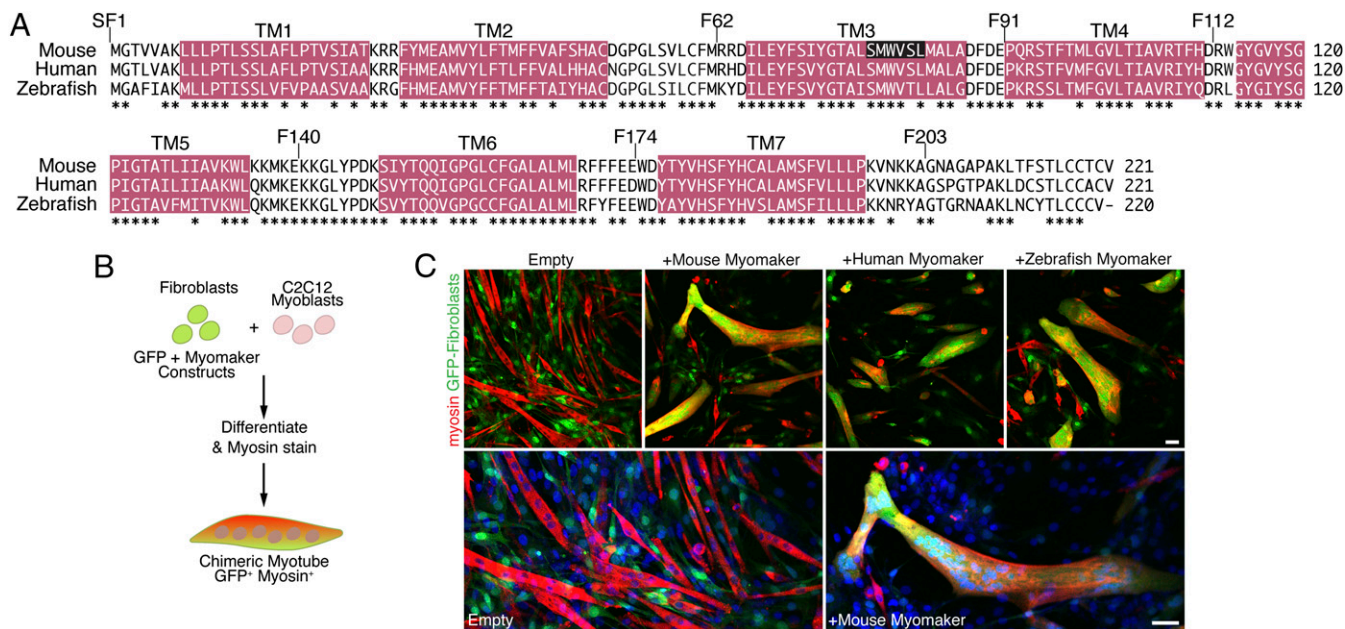 A
SF1 F62 F91 F112
TM1 TM2 TM3 TM4
Mouse MGTVVAKLLLPTLSSLAFLPTVSIATKRRFYMEAMVYLFTMFFVAFSHACDGPGLSVLCFMRRDILEYFSIYGTALSMWVSLMALADFDEPQRSTFTMLGVLTIAVRTFHDRWGYGVYSG 120
Human MGTLVAKLLLPTLSSLAFLPTVSIAAKRRFHMEAMVYLFTLFFVALHHACNGPGLSVLCFMRHDILEYFSVYGTALSMWVSLMALADFDEPKRSTFVMFGVLTIAVRIYHDRWGYGVYSG 120
Zebrafish MGAFIAKMLLPTISSLVFVPAASVAAKRGFHMEAMVYFFTMFFTAIYHACDGPGLSILCFMKYDILEYFSVYGTALSMWVTLLALGDFDEPKRSSLTMFGVLTAAVRIYQDRLGYGIYSG 120
TM5 F140 TM6 F174 TM7 F203
Mouse PIGTATLIIAVKWLKKMKEKKGLYPDKSIYTQQIGPGLCFGALALMLRFFFEEWDYTYVHSFYHCALAMSFVLLLPKVNKKAGNAGAPAKLTFSTLCCTCV 221
Human PIGTAILIIAAKWLQKMKEKKGLYPDKSVYTQQIGPGLCFGALALMLRFFFEDWDYTYVHSFYHCALAMSFVLLLPKVNKKAGSPGTPAKLDCSTLCCACV 221
Zebrafish PIGTAVFMITVKWLQKMKEKKGLYPDKSVYTQQVGPGCCFGALALMLRFYFEEWDYAYVHSFYHVSLAMSFILLLPKKNRYAGTGRNAAKLNCYTLCCCV- 220
B
Fibroblasts
C2C12
Myoblasts
+
GFP + Myomaker
Constructs
Differentiate
& Myosin stain
Chimeric Myotube
GFP⁺ Myosin⁺
C
Empty +Mouse Myomaker +Human Myomaker +Zebrafish Myomaker
myosin GFP-Fibroblasts
Empty
+Mouse Myomaker